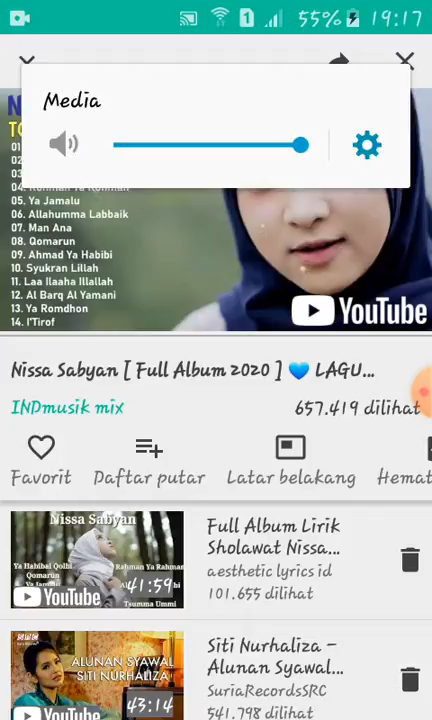 1 55% 19:17
Media
N
TO
01
02
03
04. Rohman Ya Rohman
05. Ya Jamalu
06. Allahumma Labbaik
07. Man Ana
08. Qomarun
09. Ahmad Ya Habibi
10. Syukran Lillah
11. Laa Ilaaha Illallah
12. Al Barq Al Yamani
13. Ya Romdhon
14. I'Tirof
YouTube
Nissa Sabyan [ Full Album 2020 ] 💙 LAGU...
INDmusik mix
657.419 dilihat
Favorit
Daftar putar
Latar belakang
Hemat
Nissa Sabyan
Ya Habibal Qolbi
Rahman Ya Rahman
Qomarun
Ya Jamalu
Tsumma Ummi
41:59
YouTube
Full Album Lirik
Sholawat Nissa...
aesthetic lyrics id
101.655 dilihat
ALUNAN SYAWAL
SITI NURHALIZA
43:14
YouTube
Siti Nurhaliza –
Alunan Syawal...
SuriaRecordsSRC
541.798 dilihat